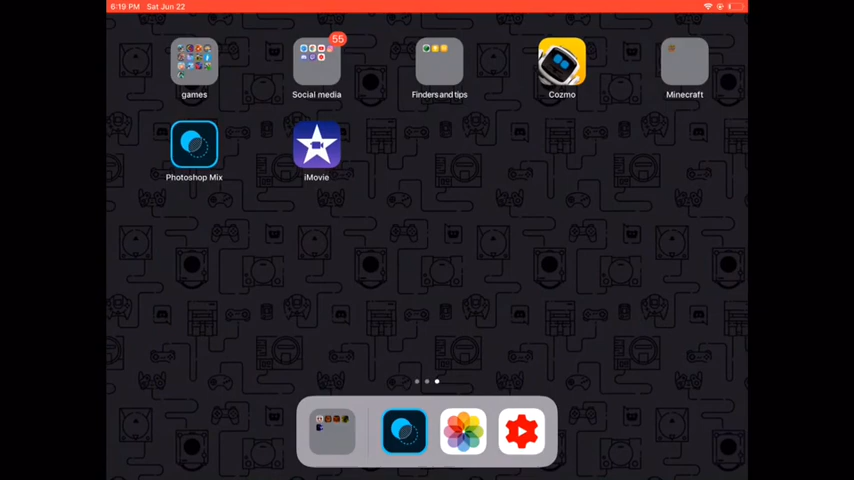 6:19 PM Sat Jun 22
55
games
Social media
Finders and tips
Cozmo
Minecraft
Photoshop Mix
iMovie